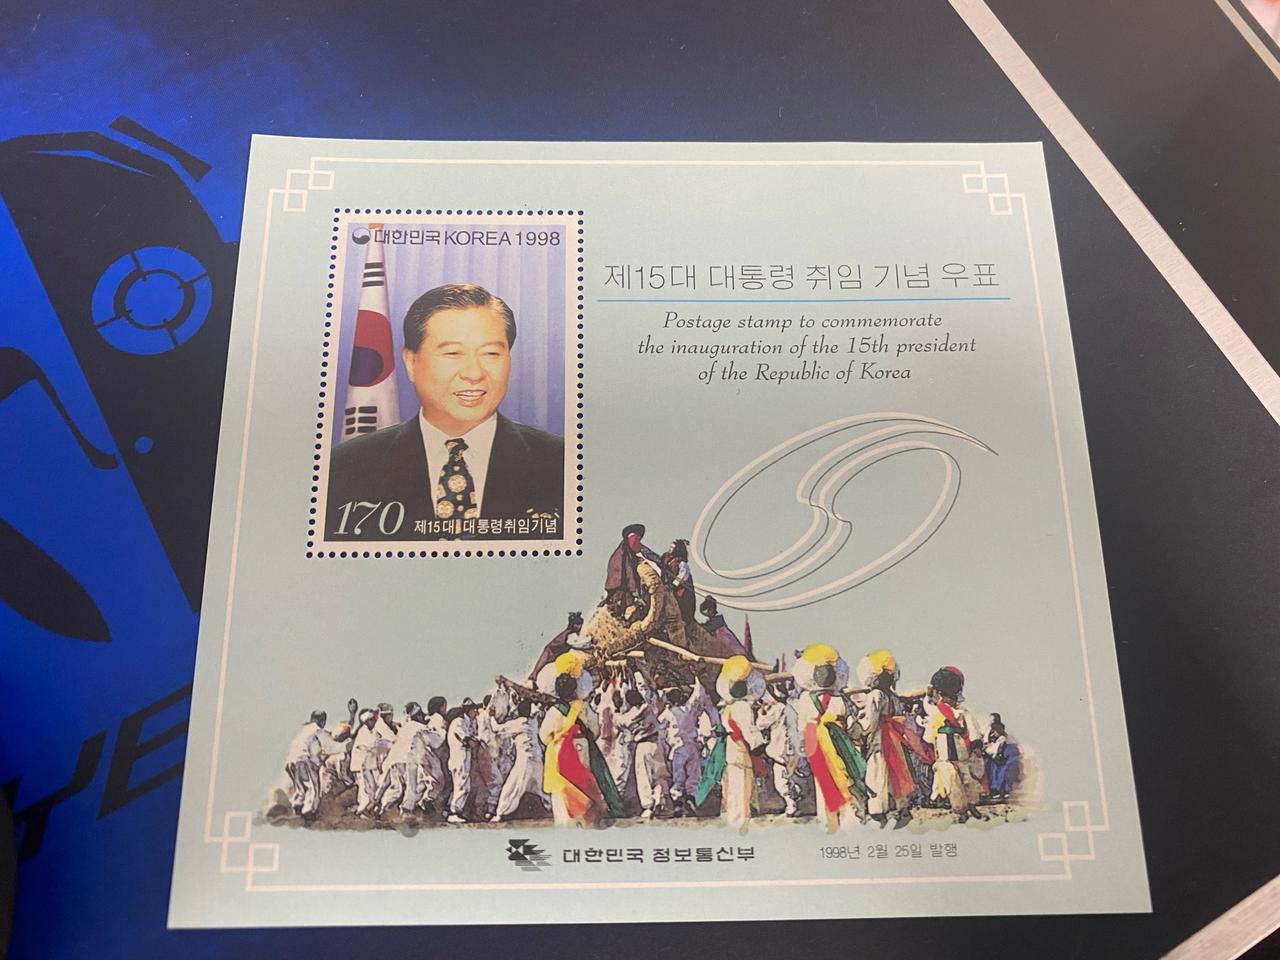 대한민국 KOREA 1998
170
제15대 대통령취임기념
제15대 대통령 취임 기념 우표
Postage stamp to commemorate
the inauguration of the 15th president
of the Republic of Korea
대한민국 정보통신부
1998년 2월 25일 발행